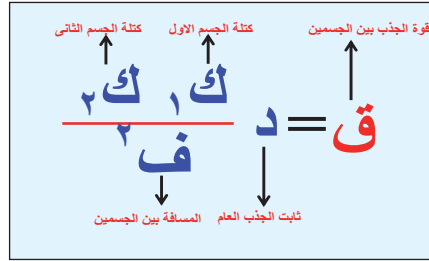 قوة الجذب بين الجسمين
كتلة الجسم الاول
كتلة الجسم الثانى
ق = د ك١ ك٢
ف٢
ثابت الجذب العام
المسافة بين الجسمين